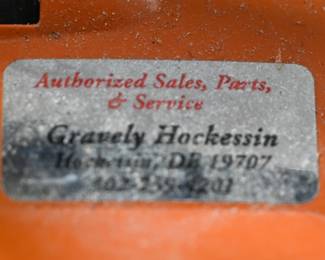 Authorized Sales, Parts,
& Service
Gravely Hockessin
Hockessin, DE 19707